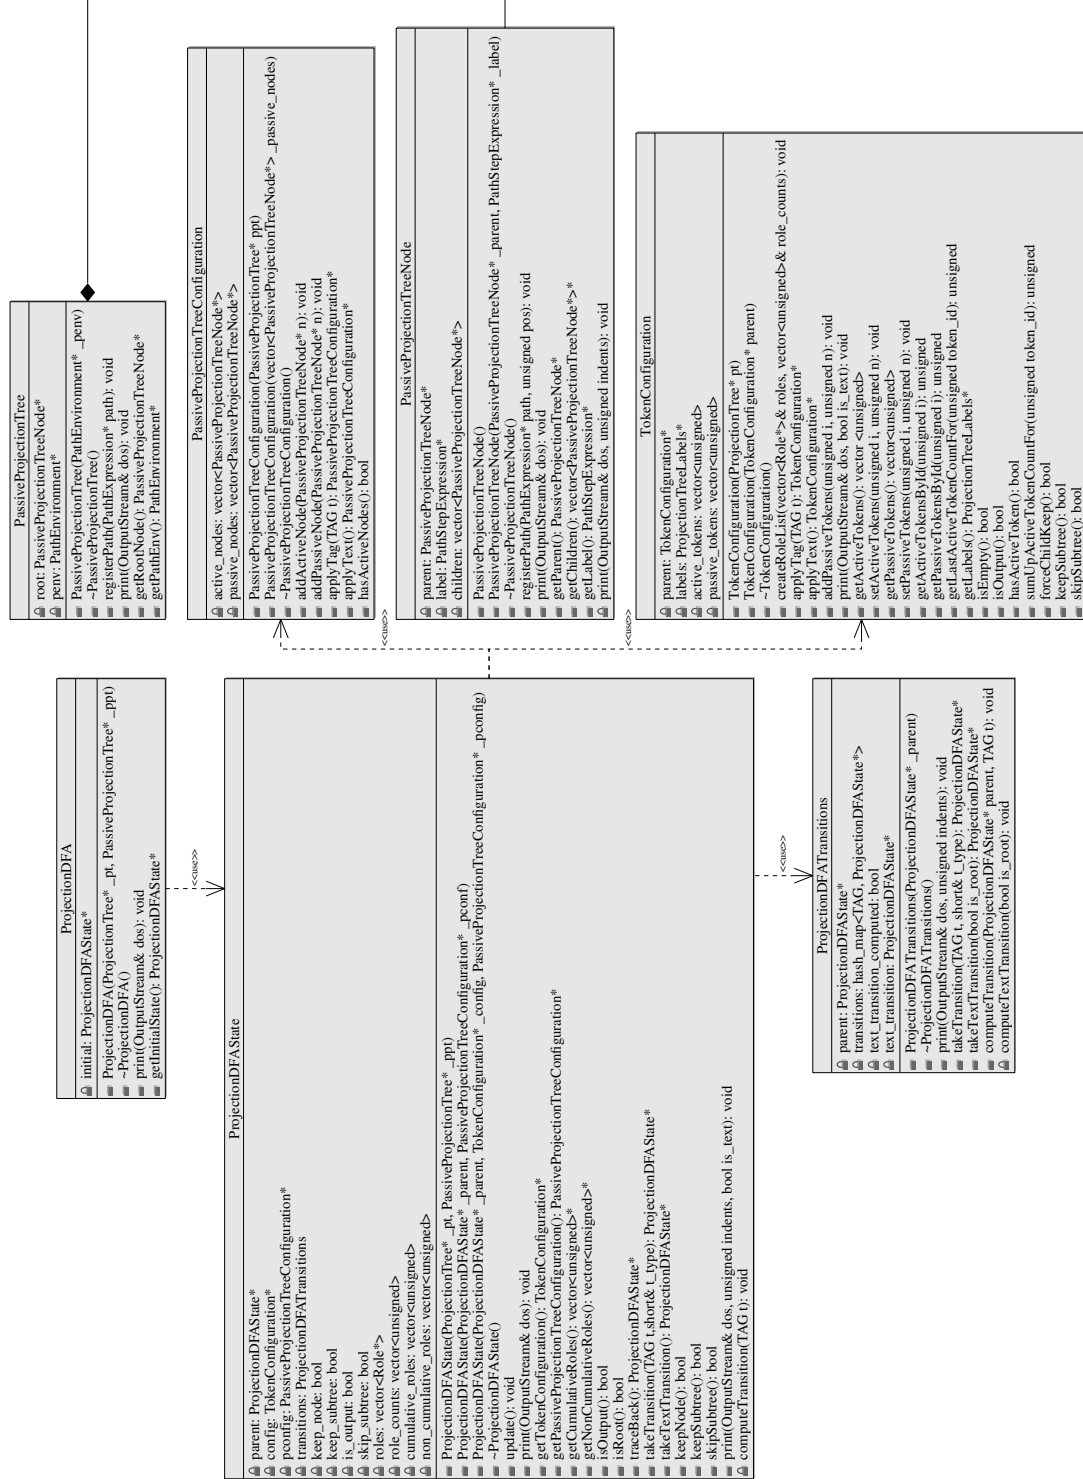 PassiveProjectionTree
root: PassiveProjectionTreeNode*
penv: PathEnvironment*
PassiveProjectionTree(PathEnvironment* _penv)
~PassiveProjectionTree()
registerPath(PathExpression* path): void
print(OutputStream& dos): void
getRootNode(): PassiveProjectionTreeNode*
getPathEnv(): PathEnvironment*
PassiveProjectionTreeConfiguration
active_nodes: vector<PassiveProjectionTreeNode*>
passive_nodes: vector<PassiveProjectionTreeNode*>
PassiveProjectionTreeConfiguration(PassiveProjectionTree* ppt)
PassiveProjectionTreeConfiguration(vector<PassiveProjectionTreeNode*> _passive_nodes)
~PassiveProjectionTreeConfiguration()
addActiveNode(PassiveProjectionTreeNode* n): void
addPassiveNode(PassiveProjectionTreeNode* n): void
applyTag(TAG t): PassiveProjectionTreeConfiguration*
applyText(): PassiveProjectionTreeConfiguration*
hasActiveNodes(): bool
PassiveProjectionTreeNode
parent: PassiveProjectionTreeNode*
label: PathStepExpression*
children: vector<PassiveProjectionTreeNode*>
PassiveProjectionTreeNode()
PassiveProjectionTreeNode(PassiveProjectionTreeNode* _parent, PathStepExpression* _label)
~PassiveProjectionTreeNode()
registerPath(PathExpression* path, unsigned pos): void
print(OutputStream& dos): void
getParent(): PassiveProjectionTreeNode*
getChildren(): vector<PassiveProjectionTreeNode*>*
getLabel(): PathStepExpression*
print(OutputStream& dos, unsigned indents): void
TokenConfiguration
parent: TokenConfiguration*
labels: ProjectionTreeLabels*
active_tokens: vector<unsigned>
passive_tokens: vector<unsigned>
TokenConfiguration(ProjectionTree* pt)
TokenConfiguration(TokenConfiguration* parent)
~TokenConfiguration()
createRoleList(vector<Role*>& roles, vector<unsigned>& role_counts): void
applyTag(TAG t): TokenConfiguration*
applyText(): TokenConfiguration*
addPassiveTokens(unsigned i, unsigned n): void
print(OutputStream& dos, bool is_text): void
getActiveTokens(): vector <unsigned>
setActiveTokens(unsigned i, unsigned n): void
getPassiveTokens(): vector<unsigned>
setPassiveTokens(unsigned i, unsigned n): void
getActiveTokensById(unsigned i): unsigned
getPassiveTokenById(unsigned i): unsigned
getLastActiveTokenCountFor(unsigned token_id): unsigned
getLabels(): ProjectionTreeLabels*
isEmpty(): bool
isOutput(): bool
hasActiveToken(): bool
sumUpActiveTokenCountFor(unsigned token_id): unsigned
forceChildKeep(): bool
keepSubtree(): bool
skipSubtree(): bool
<<use>>
<<use>>
ProjectionDFA
initial: ProjectionDFAState*
ProjectionDFA(ProjectionTree* _pt, PassiveProjectionTree* _ppt)
~ProjectionDFA()
print(OutputStream& dos): void
getInitialState(): ProjectionDFAState*
<<use>>
ProjectionDFAState
parent: ProjectionDFAState*
config: TokenConfiguration*
pconfig: PassiveProjectionTreeConfiguration*
transitions: ProjectionDFATransitions
keep_node: bool
keep_subtree: bool
is_output: bool
skip_subtree: bool
roles: vector<Role*>
role_counts: vector<unsigned>
cumulative_roles: vector<unsigned>
non_cumulative_roles: vector<unsigned>
ProjectionDFAState(ProjectionTree* _pt, PassiveProjectionTree* _ppt)
ProjectionDFAState(ProjectionDFAState* _parent, PassiveProjectionTreeConfiguration* _pconf)
ProjectionDFAState(ProjectionDFAState* _parent, TokenConfiguration* _config, PassiveProjectionTreeConfiguration* _pconfig)
~ProjectionDFAState()
update(): void
print(OutputStream& dos): void
getTokenConfiguration(): TokenConfiguration*
getPassiveProjectionTreeConfiguration(): PassiveProjectionTreeConfiguration*
getCumulativeRoles(): vector<unsigned>*
getNonCumulativeRoles(): vector<unsigned>*
isOutput(): bool
isRoot(): bool
traceBack(): ProjectionDFAState*
takeTransition(TAG t,short& t_type): ProjectionDFAState*
takeTextTransition(): ProjectionDFAState*
keepNode(): bool
keepSubtree(): bool
skipSubtree(): bool
print(OutputStream& dos, unsigned indents, bool is_text): void
computeTransition(TAG t): void
<<use>>
ProjectionDFATransitions
parent: ProjectionDFAState*
transitions: hash_map<TAG, ProjectionDFAState*>
text_transition_computed: bool
text_transition: ProjectionDFAState*
ProjectionDFATransitions(ProjectionDFAState* _parent)
~ProjectionDFATransitions()
print(OutputStream& dos, unsigned indents): void
takeTransition(TAG t, short& t_type): ProjectionDFAState*
takeTextTransition(bool is_root): ProjectionDFAState*
computeTransition(ProjectionDFAState* parent, TAG t): void
computeTextTransition(bool is_root): void